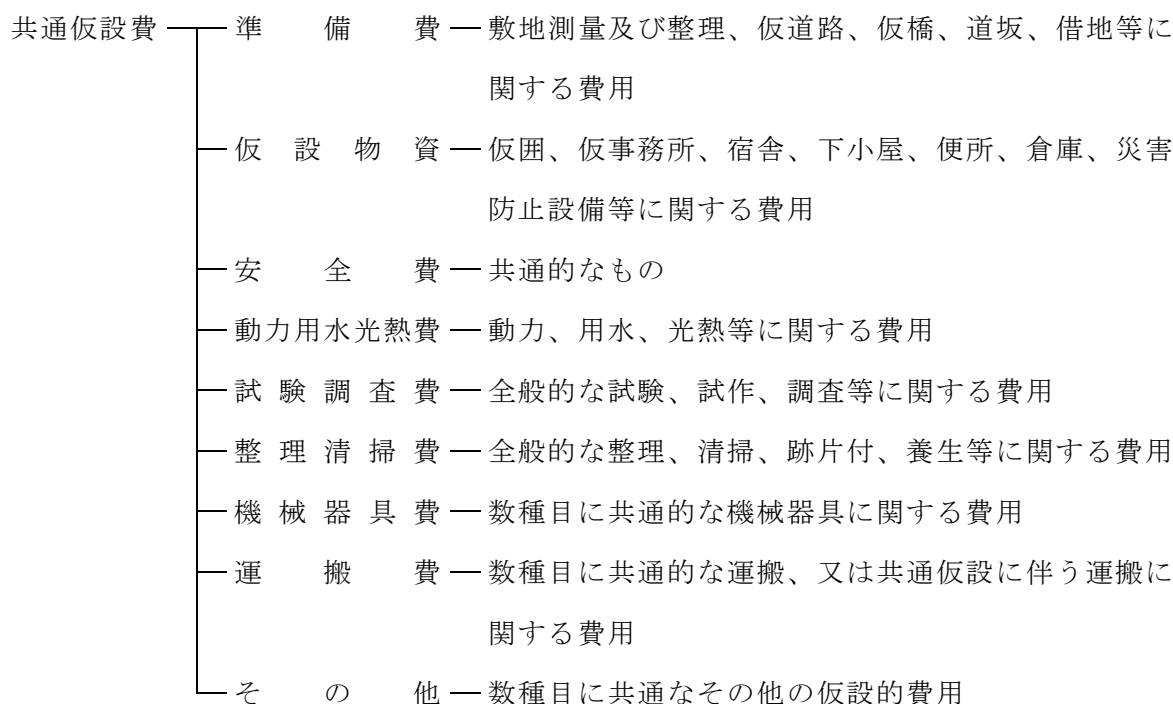 共通仮設費 準備費 敷地測量及び整理、仮道路、仮橋、道坂、借地等に
関する費用
仮設物資 仮囲、仮事務所、宿舎、下小屋、便所、倉庫、災害
防止設備等に関する費用
安全費 共通的なもの
動力用水光熱費 動力、用水、光熱等に関する費用
試験調査費 全般的な試験、試作、調査等に関する費用
整理清掃費 全般的な整理、清掃、跡片付、養生等に関する費用
機械器具費 数種目に共通的な機械器具に関する費用
運搬費 数種目に共通的な運搬、又は共通仮設に伴う運搬に
関する費用
その他 数種目に共通なその他の仮設的費用